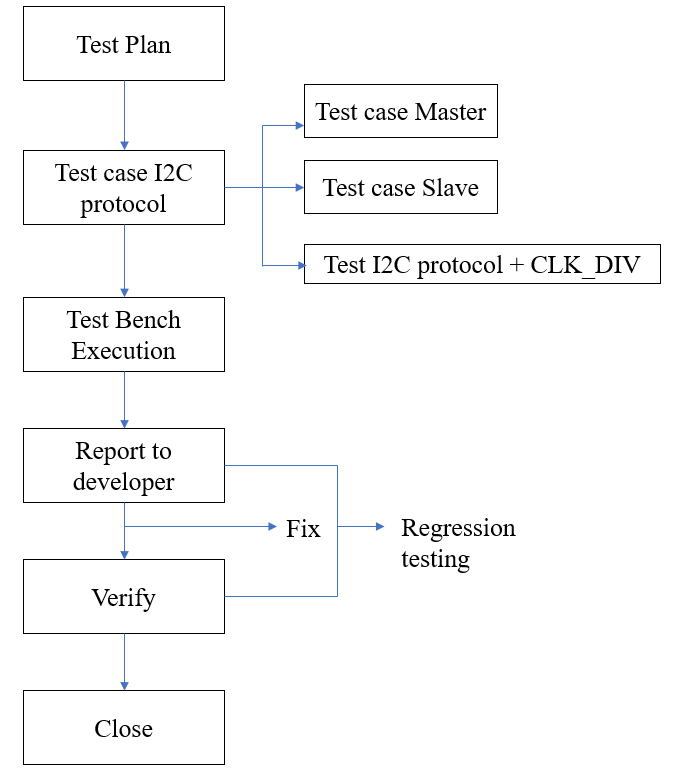 Test Plan
Test case Master
Test case I2C
protocol
Test case Slave
Test I2C protocol + CLK_DIV
Test Bench
Execution
Report to
developer
Fix
Regression
testing
Verify
Close